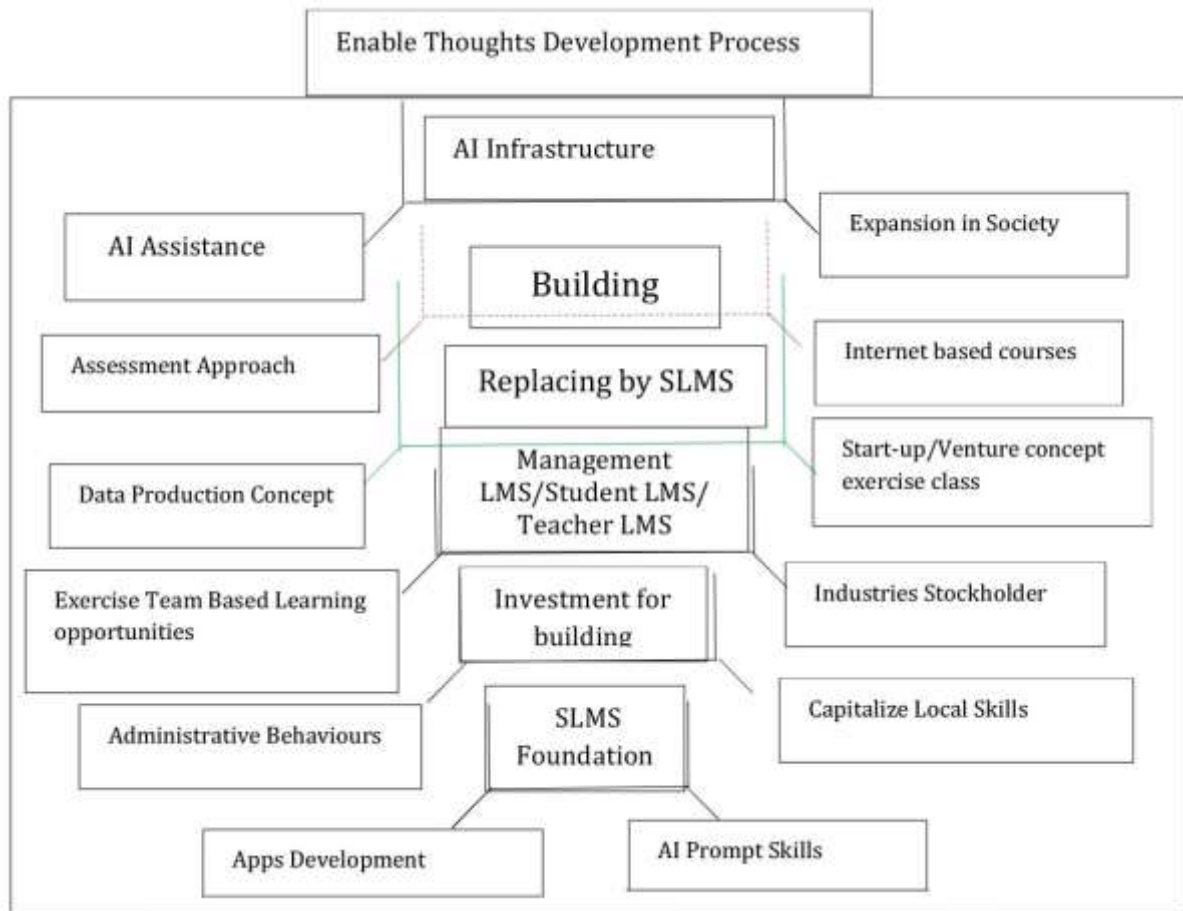 Enable Thoughts Development Process
AI Infrastructure
AI Assistance
Expansion in Society
Building
Assessment Approach
Internet based courses
Replacing by SLMS
Data Production Concept
Management
LMS/Student LMS/
Teacher LMS
Start-up/Venture concept
exercise class
Exercise Team Based Learning
opportunities
Investment for
building
Industries Stockholder
Administrative Behaviours
SLMS
Foundation
Capitalize Local Skills
Apps Development
AI Prompt Skills